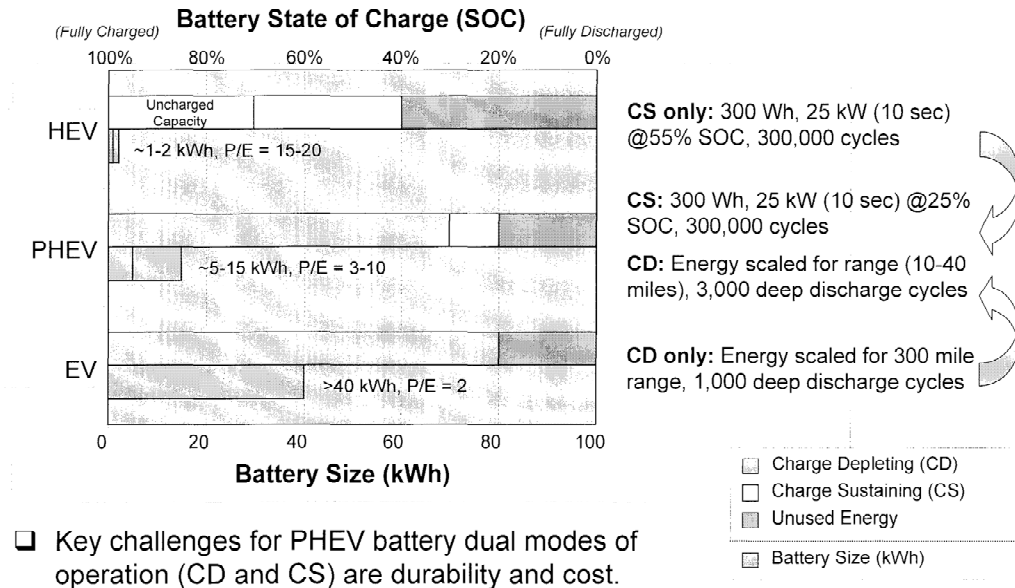 Battery State of Charge (SOC)
(Fully Charged)
(Fully Discharged)
100% 80% 60% 40% 20% 0%
HEV
Uncharged
Capacity
~1-2 kWh, P/E = 15-20
PHEV
~5-15 kWh, P/E = 3-10
EV
>40 kWh, P/E = 2
0 20 40 60 80 100
Battery Size (kWh)
CS only: 300 Wh, 25 kW (10 sec)
@55% SOC, 300,000 cycles
CS: 300 Wh, 25 kW (10 sec) @25%
SOC, 300,000 cycles
CD: Energy scaled for range (10-40
miles), 3,000 deep discharge cycles
CD only: Energy scaled for 300 mile
range, 1,000 deep discharge cycles
Charge Depleting (CD)
Charge Sustaining (CS)
Unused Energy
Battery Size (kWh)
❑ Key challenges for PHEV battery dual modes of
operation (CD and CS) are durability and cost.